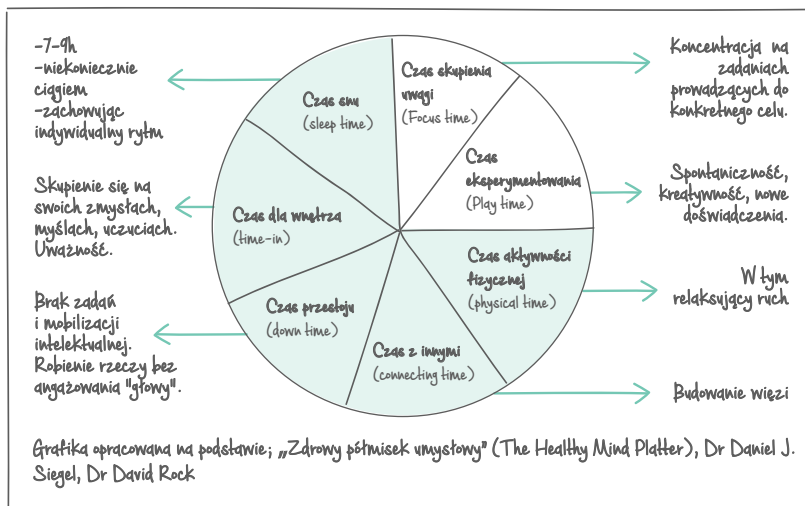 -7-9h
-niekoniecznie
ciągiem
-zachowując
indywidualny rytm
Skupienie się na
swoich zmysłach,
myślach, uczuciach.
Uważność.
Brak zadań
i mobilizacji
intelektualnej.
Robienie rzeczy bez
angażowania "głowy".
Czas snu
(sleep time)
Czas skupienia
uwagi
(Focus time)
Czas
eksperymentowania
(Play time)
Czas dla wnętrza
(time-in)
Czas aktywności
fizycznej
(physical time)
Czas przestoju
(down time)
Czas z innymi
(connecting time)
Koncentracja na
zadaniach
prowadzących do
konkretnego celu.
Spontaniczność,
kreatywność, nowe
doświadczenia.
W tym
relaksujący ruch
Budowanie więzi
Grafika opracowana na podstawie; „Zdrowy półmisek umysłowy" (The Healthy Mind Platter), Dr Daniel J.
Siegel, Dr David Rock